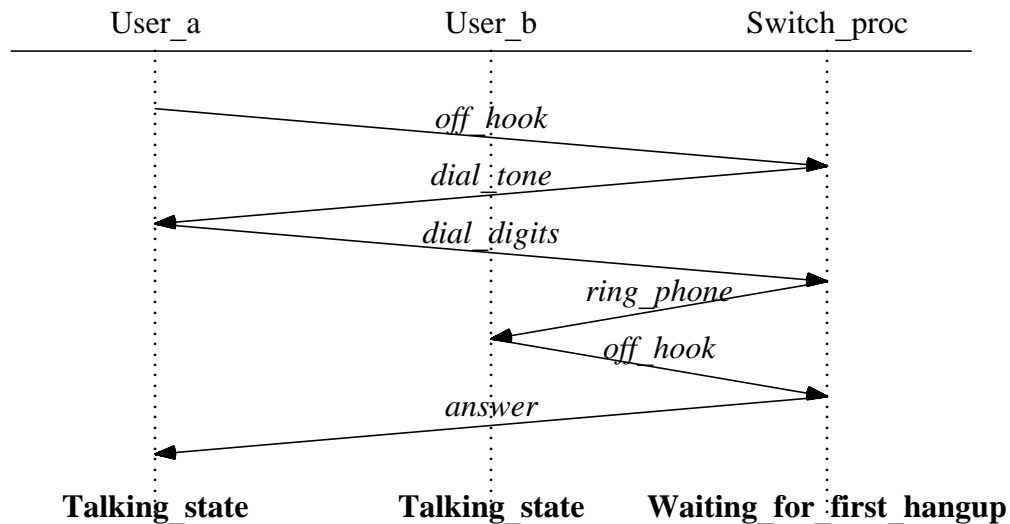 User_a User_b Switch_proc
off_hook
dial_tone
dial_digits
ring_phone
off_hook
answer
Talking_state Talking_state Waiting_for_first_hangup